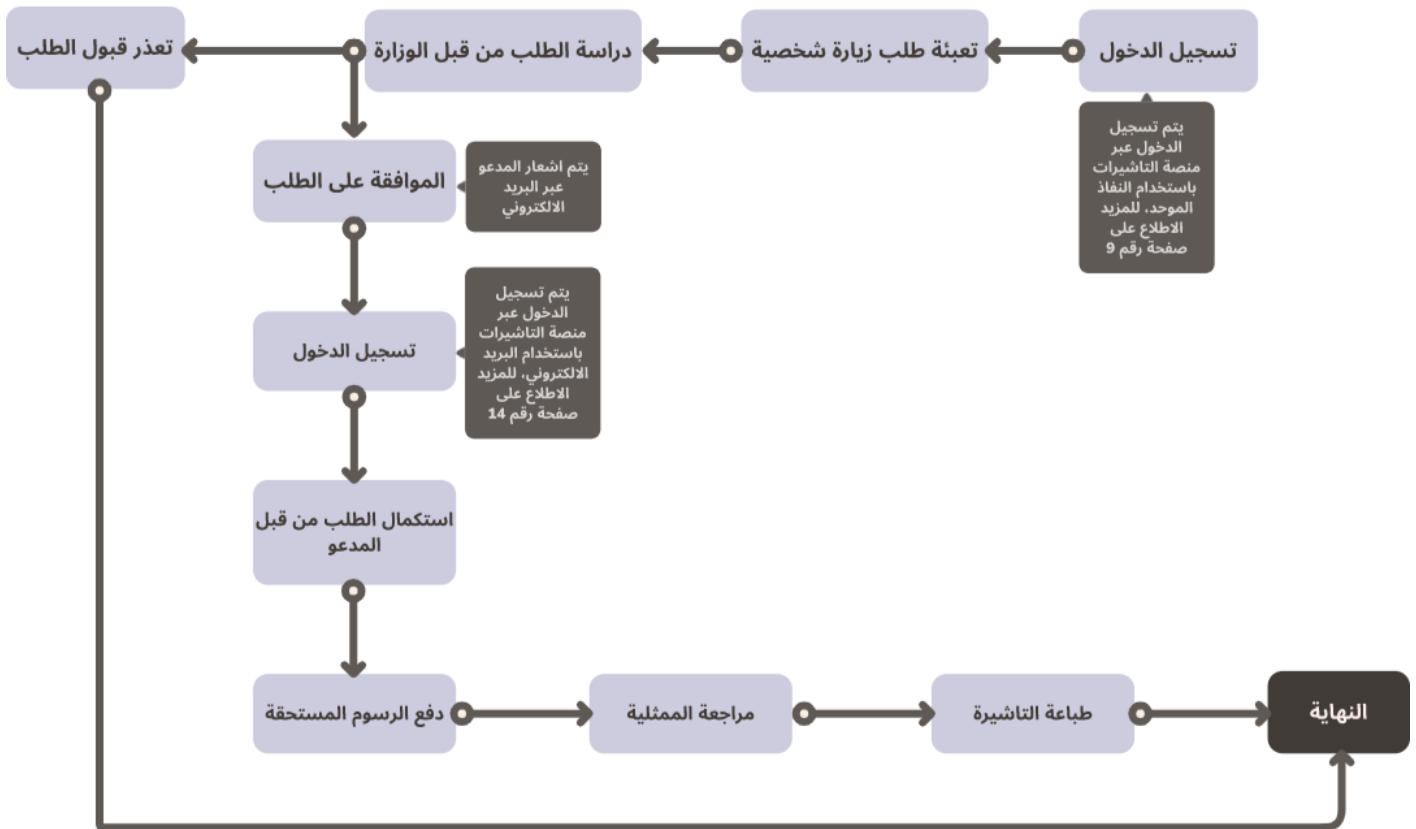 تسجيل الدخول
تعبئة طلب زيارة شخصية
دراسة الطلب من قبل الوزارة
تعذر قبول الطلب
يتم تسجيل
الدخول عبر
منصة التاشيرات
باستخدام النفاذ
الموحد، للمزيد
الاطلاع على
صفحة رقم 9
الموافقة على الطلب
يتم اشعار المدعو
عبر البريد
الالكتروني
تسجيل الدخول
يتم تسجيل
الدخول عبر
منصة التاشيرات
باستخدام البريد
الالكتروني، للمزيد
الاطلاع على
صفحة رقم 14
استكمال الطلب من قبل
المدعو
دفع الرسوم المستحقة
مراجعة الممثلية
طباعة التاشيرة
النهاية